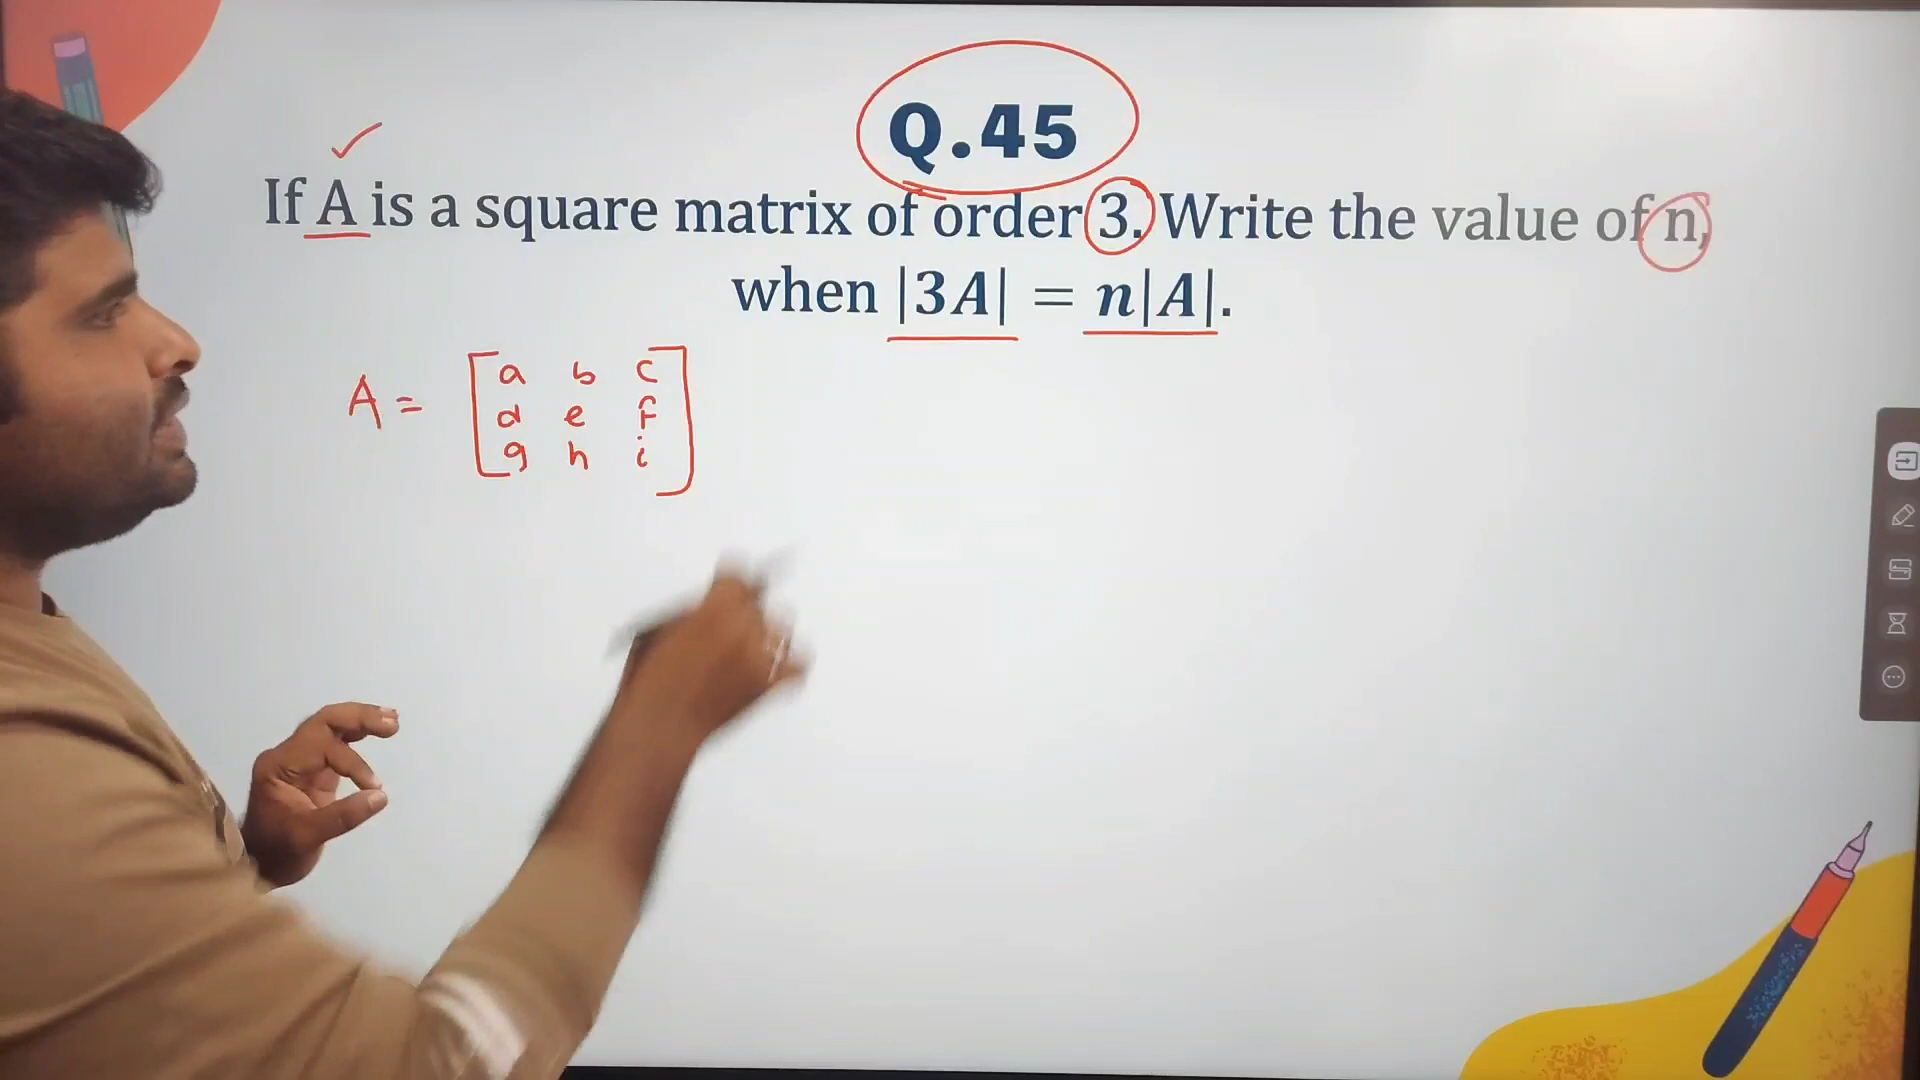 Q.45
If A is a square matrix of order 3. Write the value of n,
when |3A| = n|A|.
A = [a b c
d e f
g h i]